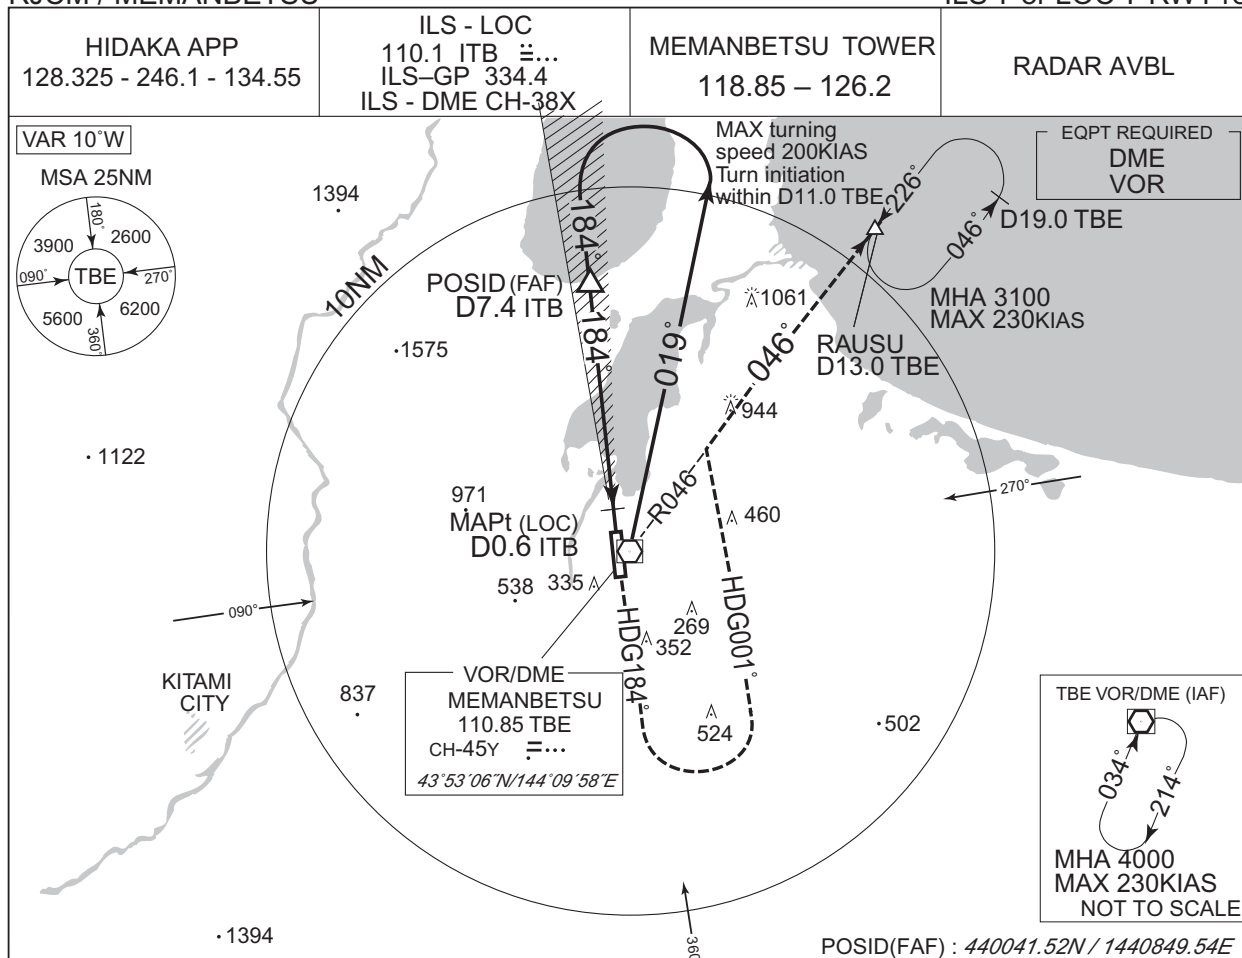 RJCM / MEMANBETSU
HIDAKA APP
128.325 - 246.1 - 134.55
ILS - LOC
110.1 ITB
ILS–GP 334.4
ILS - DME CH-38X
MEMANBETSU TOWER
118.85 – 126.2
RADAR AVBL
VAR 10°W
MSA 25NM
180°
3900
2600
090°
TBE
270°
5600
6200
360°
1394
10NM
MAX turning
speed 200KIAS
Turn initiation
within D11.0 TBE
EQPT REQUIRED
DME
VOR
226°
046°
D19.0 TBE
184°
POSID (FAF)
D7.4 ITB
1061
MHA 3100
MAX 230KIAS
RAUSU
D13.0 TBE
1575
184°
019°
046°
944
1122
971
MAPt (LOC)
D0.6 ITB
R046
460
270°
538
335
090°
269
352
HDG184°
HDG001°
KITAMI
CITY
837
VOR/DME
MEMANBETSU
110.85 TBE
CH-45Y
43°53′06″N/144°09′58″E
524
502
TBE VOR/DME (IAF)
034°
214°
MHA 4000
MAX 230KIAS
NOT TO SCALE
1394
360°
POSID(FAF) : 440041.52N / 1440849.54E